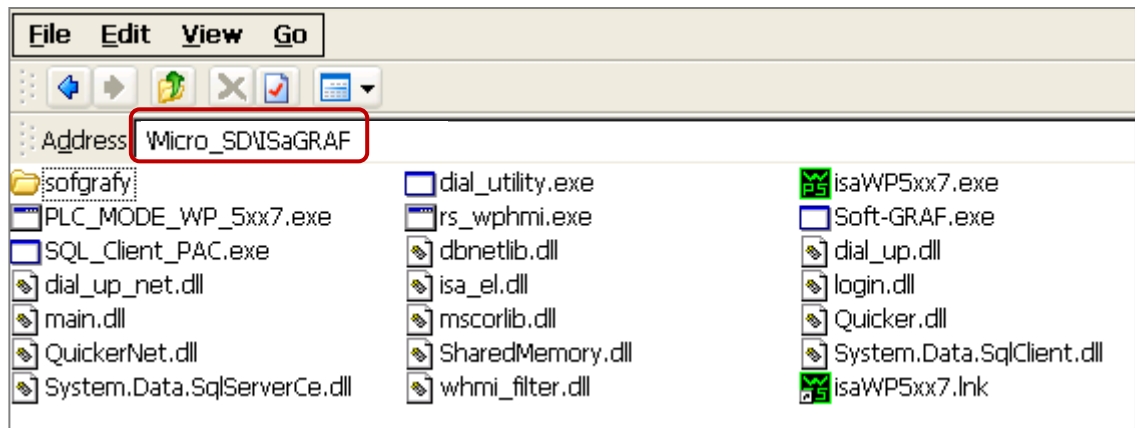 File Edit View Go
Address \Micro_SD\ISaGRAF
sofgrafy dial_utility.exe isaWP5xx7.exe
PLC_MODE_WP_5xx7.exe rs_wphmi.exe Soft-GRAF.exe
SQL_Client_PAC.exe dbnetlib.dll dial_up.dll
dial_up_net.dll isa_el.dll login.dll
main.dll mscorlib.dll Quicker.dll
QuickerNet.dll SharedMemory.dll System.Data.SqlClient.dll
System.Data.SqlServerCe.dll whmi_filter.dll isaWP5xx7.lnk